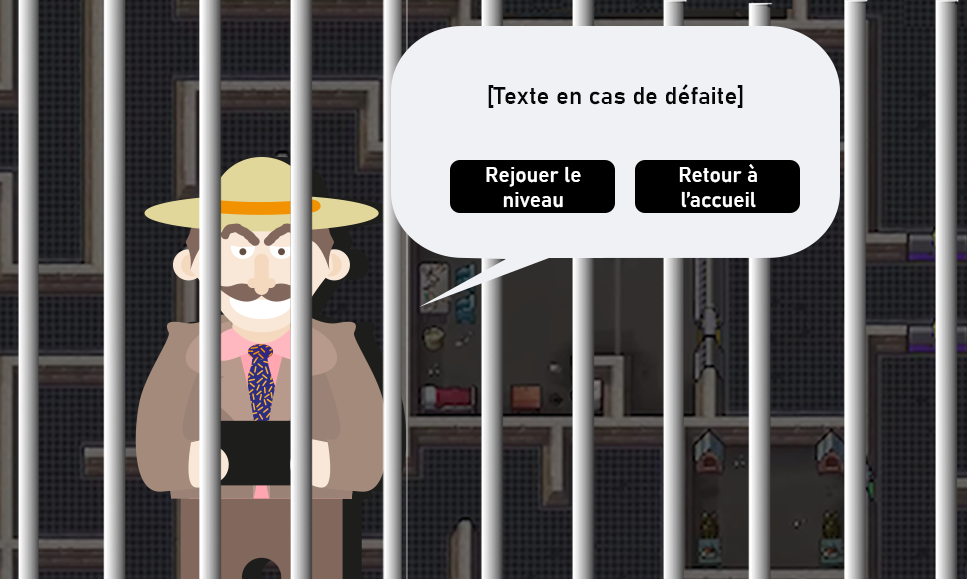 [Texte en cas de défaite]
Rejouer le
niveau
Retour à
l'accueil